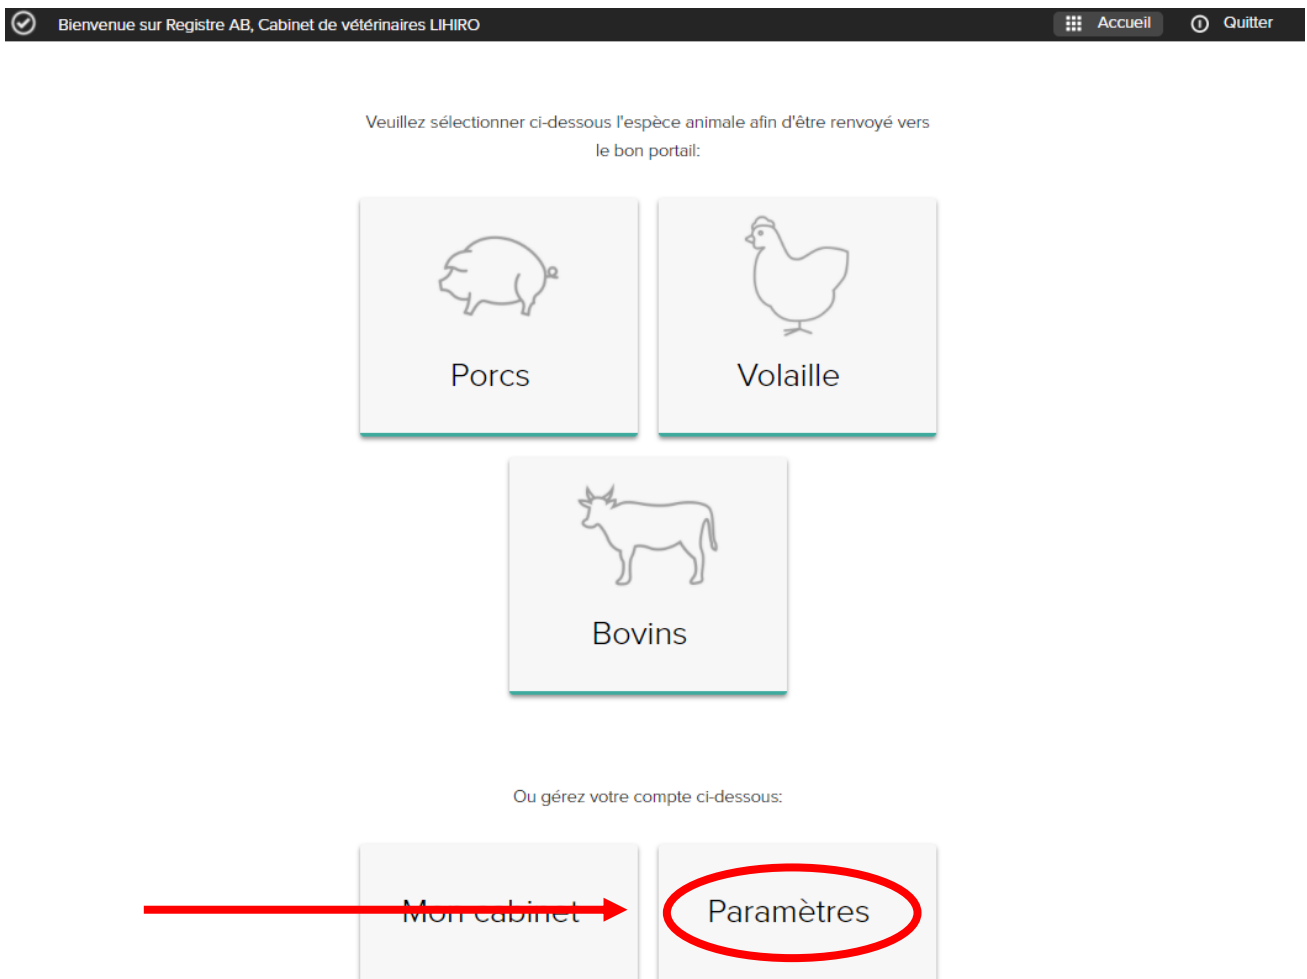 Bienvenue sur Registre AB, Cabinet de vétérinaires LIHIRO
Accueil
Quitter
Veuillez sélectionner ci-dessous l'espèce animale afin d'être renvoyé vers
le bon portail:
Porcs
Volaille
Bovins
Ou gérez votre compte ci-dessous:
Mon cabinet
Paramètres